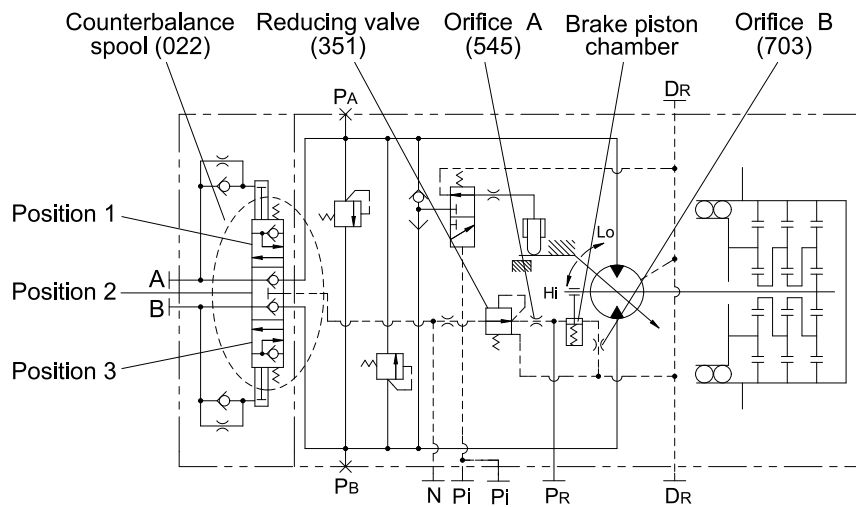 Counterbalance
spool (022)
Reducing valve
(351)
Orifice A
(545)
Brake piston
chamber
Orifice B
(703)
PA
DR
Position 1
A
Position 2
B
Position 3
Lo
Hi
PB
N
Pi
Pi
PR
DR